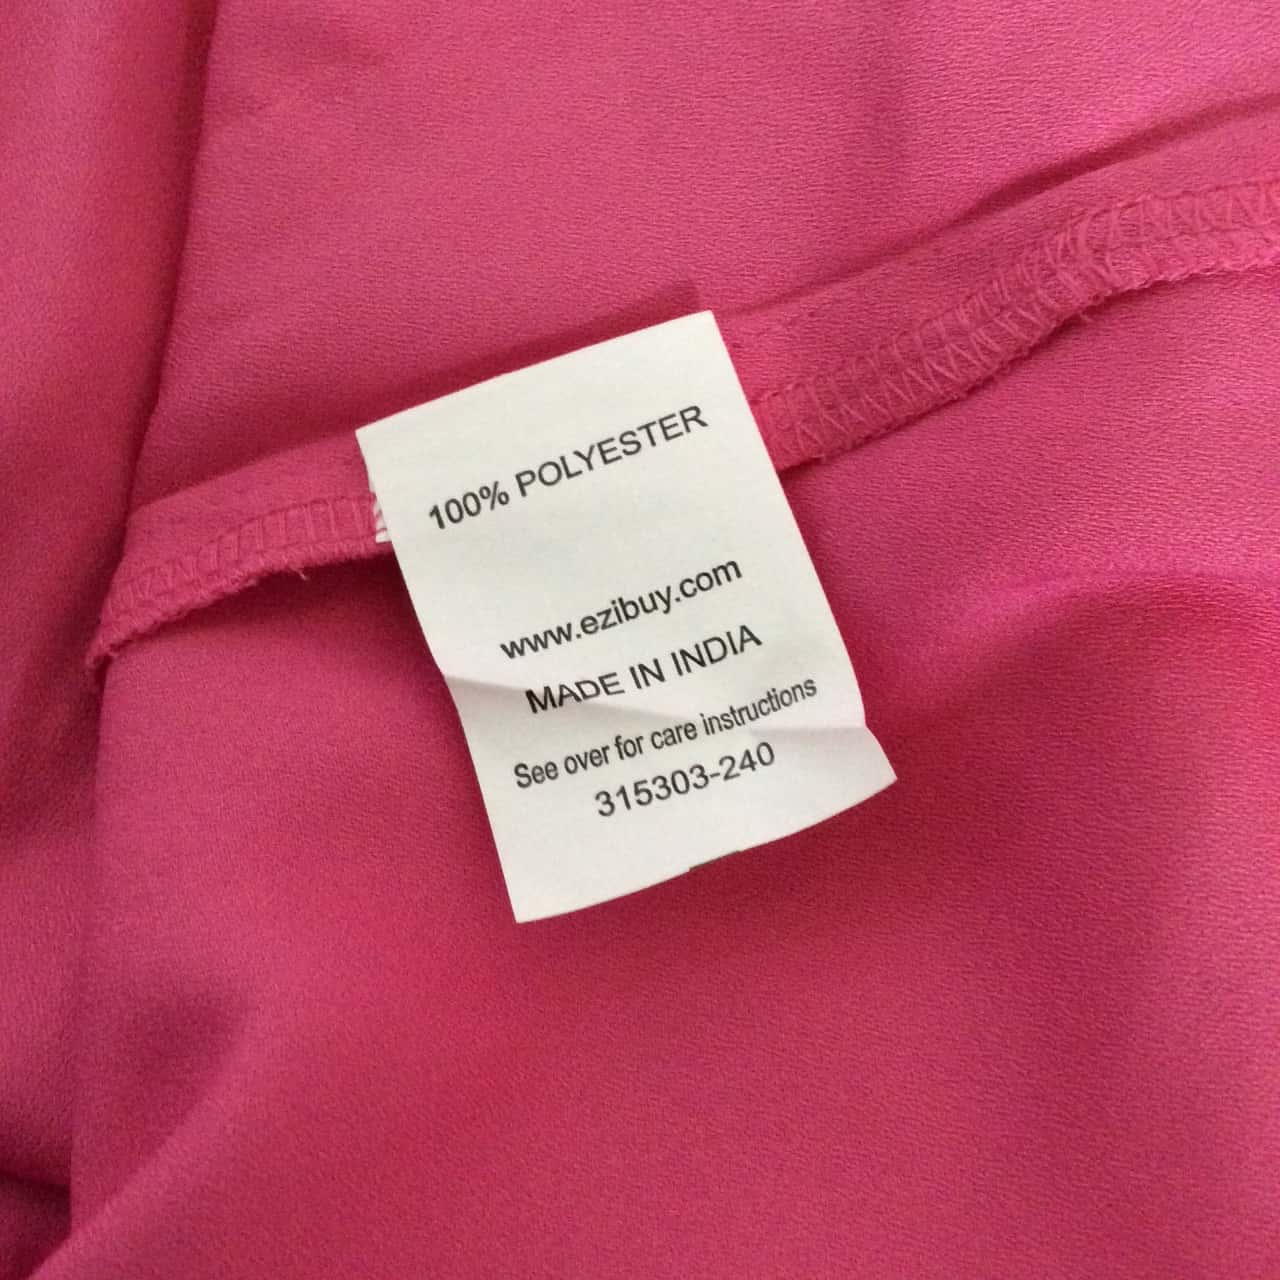 100% POLYESTER
www.ezibuy.com
MADE IN INDIA
See over for care instructions
315303-240